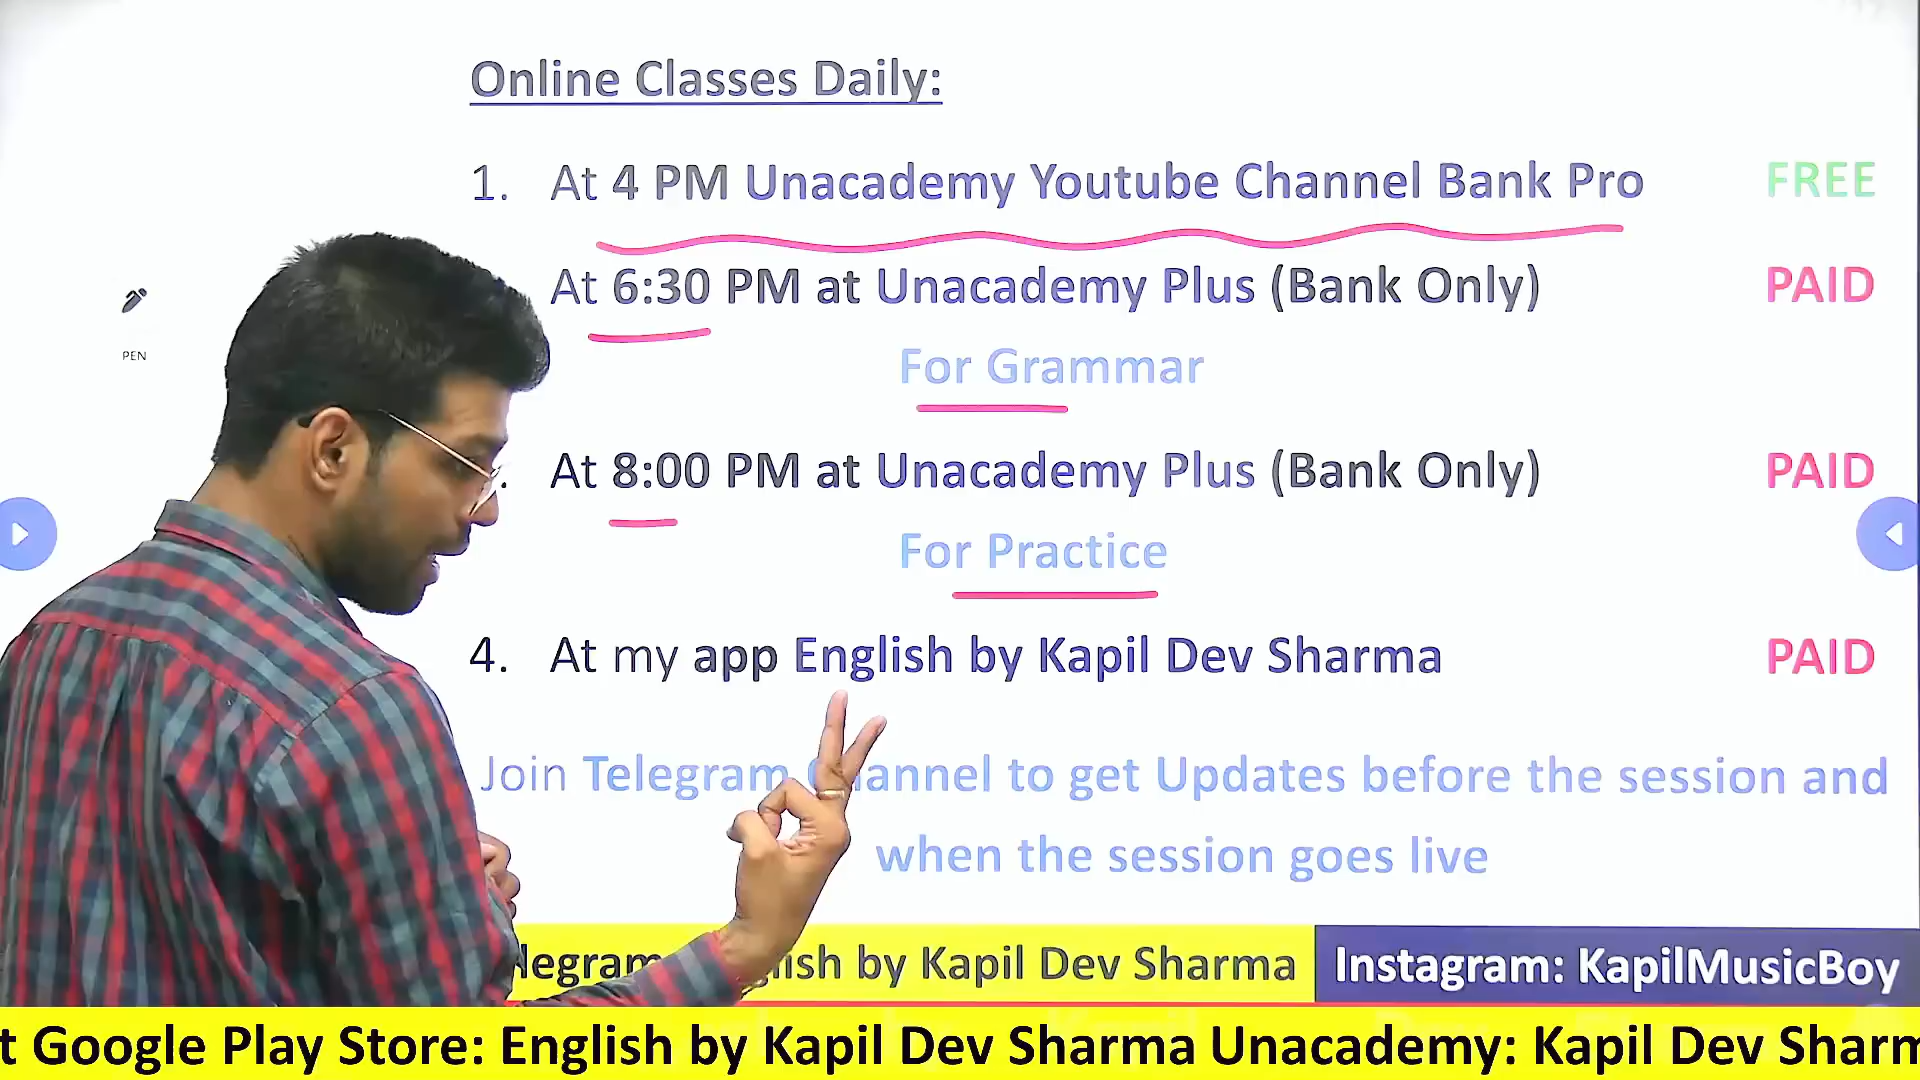 Online Classes Daily:
1. At 4 PM Unacademy Youtube Channel Bank Pro FREE
At 6:30 PM at Unacademy Plus (Bank Only) PAID
PEN
For Grammar
. At 8:00 PM at Unacademy Plus (Bank Only) PAID
For Practice
4. At my app English by Kapil Dev Sharma PAID
Join Telegram Channel to get Updates before the session and
when the session goes live
legram by Kapil Dev Sharma Instagram: KapilMusicBoy
t Google Play Store: English by Kapil Dev Sharma Unacademy: Kapil Dev Sharm